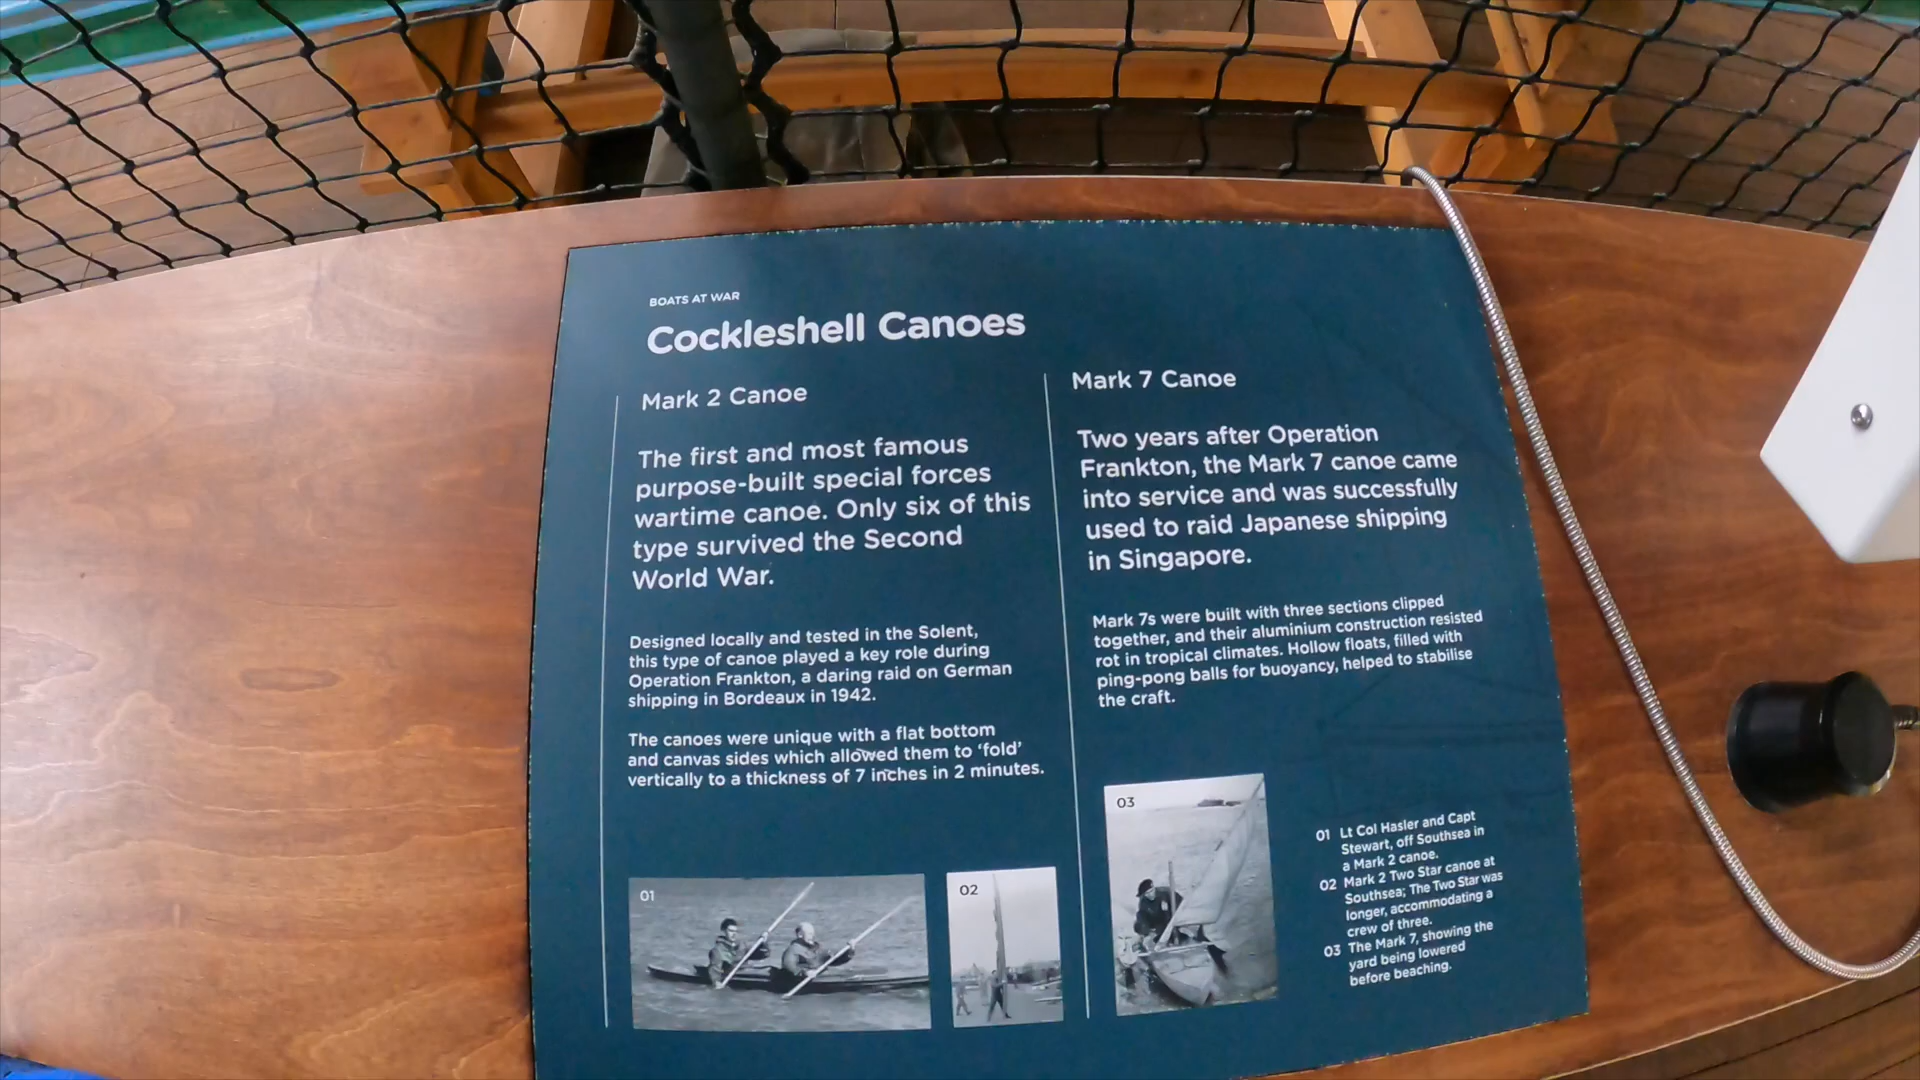 BOATS AT WAR
Cockleshell Canoes
Mark 2 Canoe
The first and most famous
purpose-built special forces
wartime canoe. Only six of this
type survived the Second
World War.
Designed locally and tested in the Solent,
this type of canoe played a key role during
Operation Frankton, a daring raid on German
shipping in Bordeaux in 1942.
The canoes were unique with a flat bottom
and canvas sides which allowed them to ‘fold’
vertically to a thickness of 7 inches in 2 minutes.
01
02
Mark 7 Canoe
Two years after Operation
Frankton, the Mark 7 canoe came
into service and was successfully
used to raid Japanese shipping
in Singapore.
Mark 7s were built with three sections clipped
together, and their aluminium construction resisted
rot in tropical climates. Hollow floats, filled with
ping-pong balls for buoyancy, helped to stabilise
the craft.
03
01 Lt Col Hasler and Capt
Stewart, off Southsea in
a Mark 2 canoe.
02 Mark 2 Two Star canoe at
Southsea; The Two Star was
longer, accommodating a
crew of three.
03 The Mark 7, showing the
yard being lowered
before beaching.